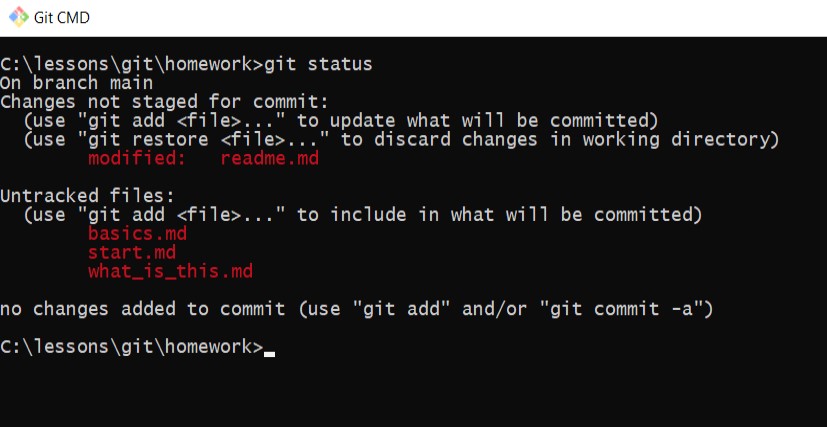 Git CMD
C:\lessons\git\homework>git status
On branch main
Changes not staged for commit:
  (use "git add <file>..." to update what will be committed)
  (use "git restore <file>..." to discard changes in working directory)
        modified:   readme.md

Untracked files:
  (use "git add <file>..." to include in what will be committed)
        basics.md
        start.md
        what_is_this.md

no changes added to commit (use "git add" and/or "git commit -a")

C:\lessons\git\homework>